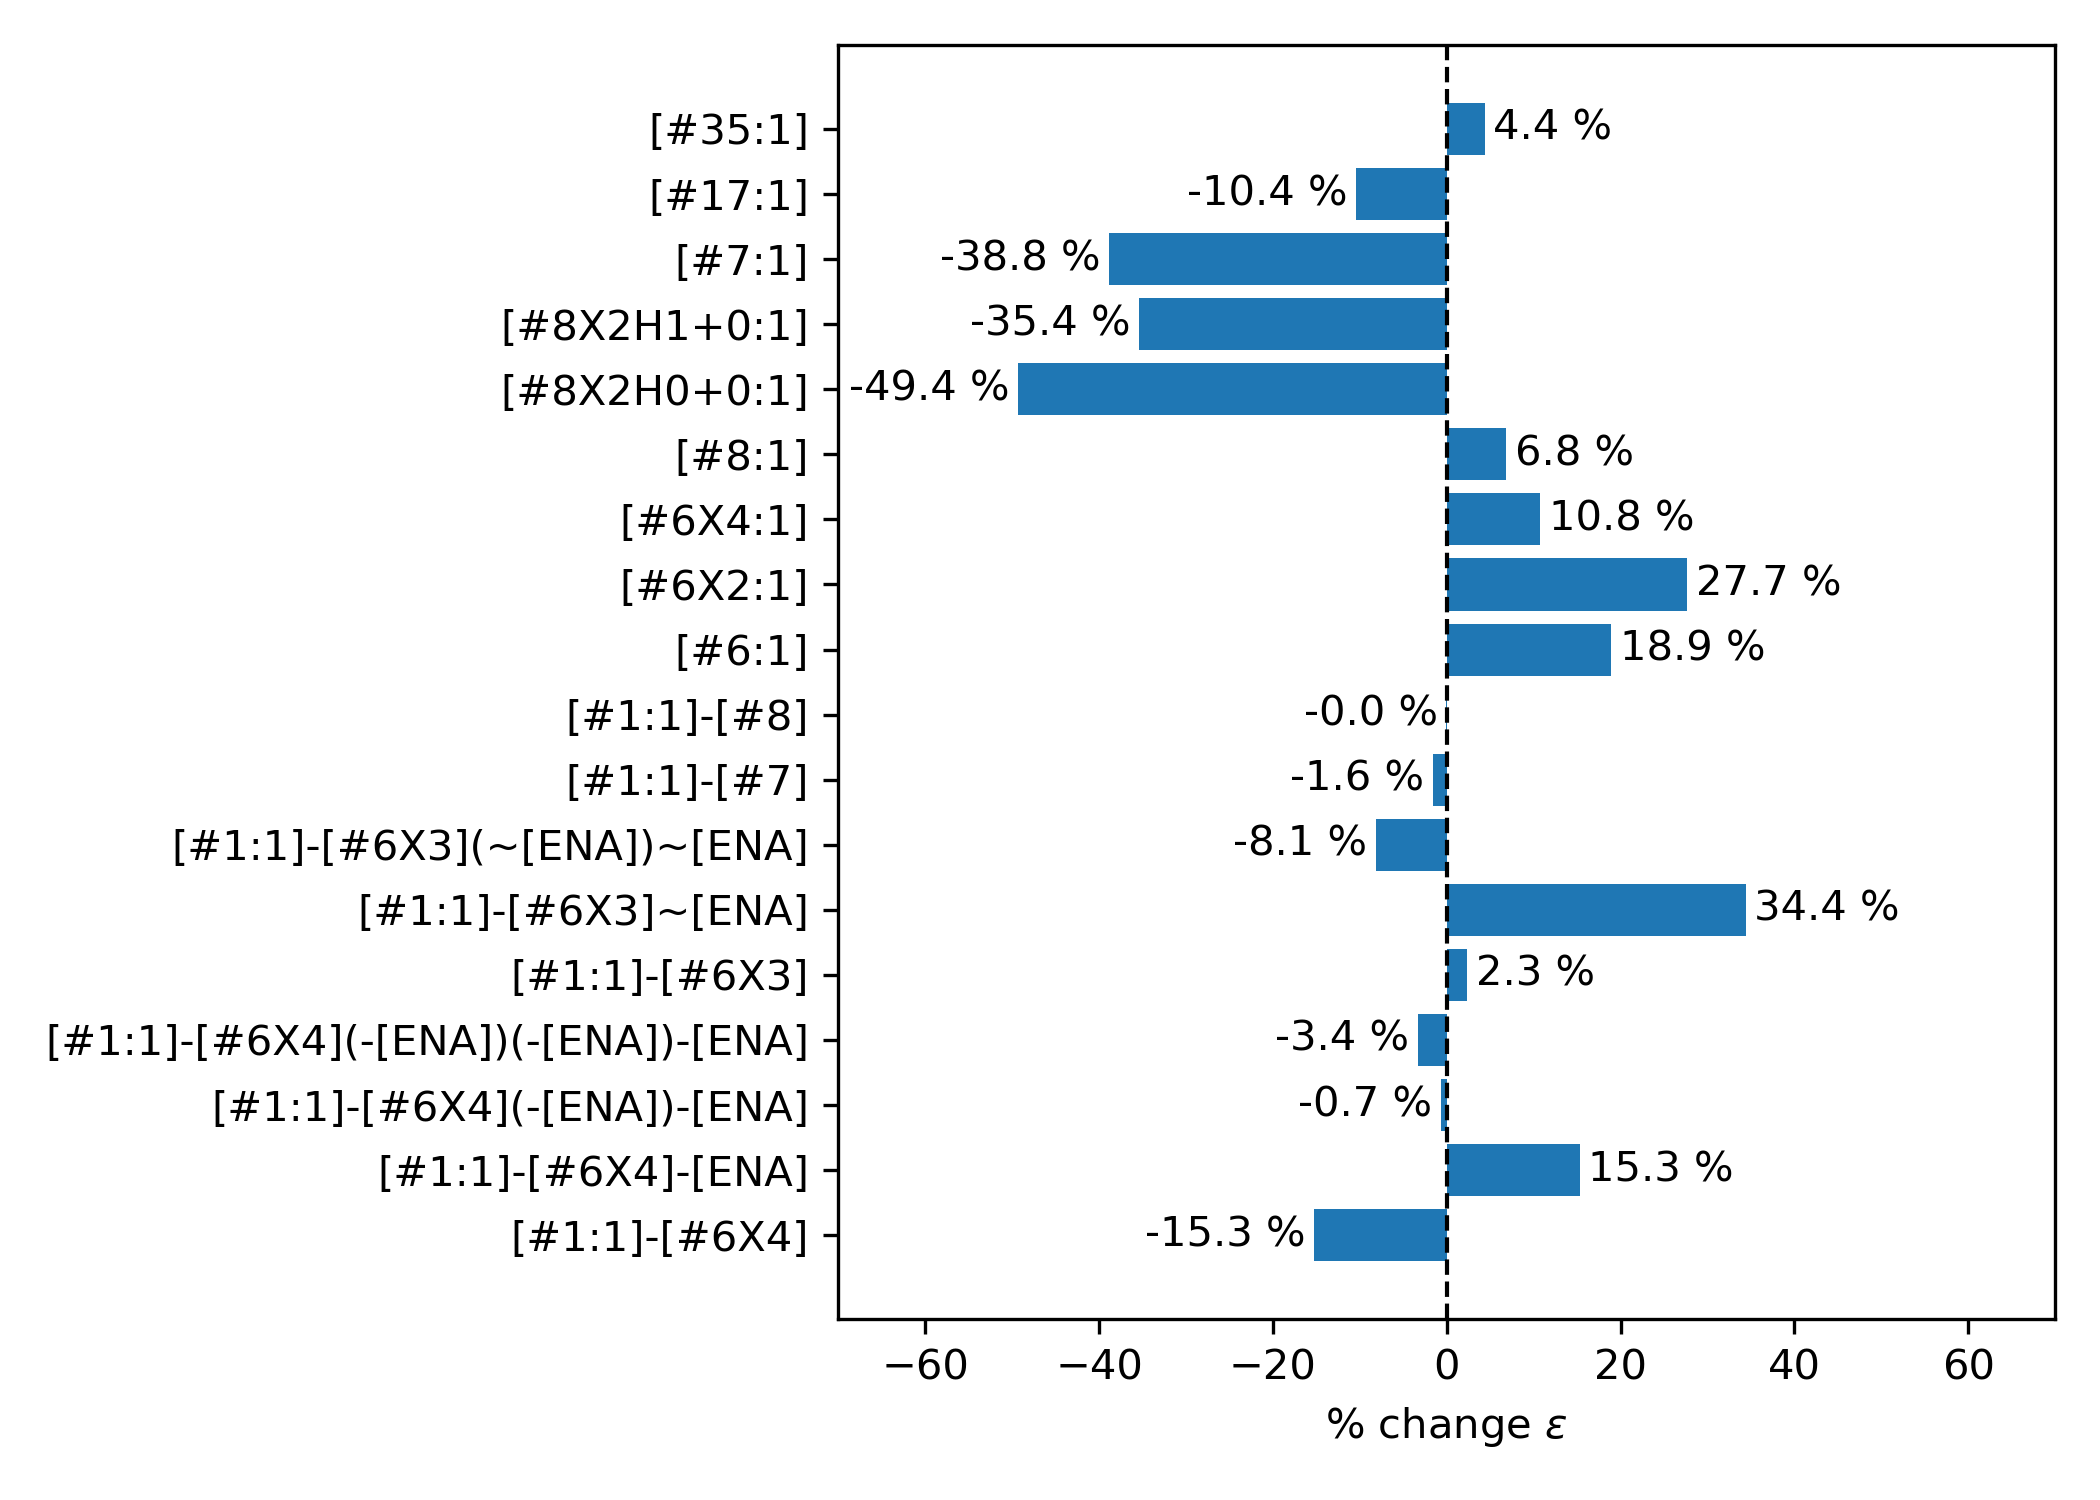 [#35:1] 4.4 %
[#17:1] -10.4 %
[#7:1] -38.8 %
[#8X2H1+0:1] -35.4 %
[#8X2H0+0:1] -49.4 %
[#8:1] 6.8 %
[#6X4:1] 10.8 %
[#6X2:1] 27.7 %
[#6:1] 18.9 %
[#1:1]-[#8] -0.0 %
[#1:1]-[#7] -1.6 %
[#1:1]-[#6X3](~[ENA])~[ENA] -8.1 %
[#1:1]-[#6X3]~[ENA] 34.4 %
[#1:1]-[#6X3] 2.3 %
[#1:1]-[#6X4](-[ENA])(-[ENA])-[ENA] -3.4 %
[#1:1]-[#6X4](-[ENA])-[ENA] -0.7 %
[#1:1]-[#6X4]-[ENA] 15.3 %
[#1:1]-[#6X4] -15.3 %
−60 −40 −20 0 20 40 60
% change ε